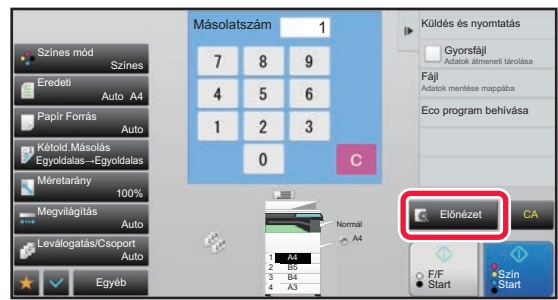 Másolatszám 1
Színes mód
Színes
Eredeti
Auto A4
Papír Forrás
Auto
Kétold.Másolás
Egyoldalas→Egyoldalas
Méretarány
100%
Megvilágítás
Auto
Leválogatás/Csoport
Auto
Egyéb
7 8 9
4 5 6
1 2 3
0 C
Normál
A4
1 A4
2 B5
3 B4
4 A3
Küldés és nyomtatás
Gyorsfájl
Adatok átmeneti tárolása
Fájl
Adatok mentése mappába
Eco program behívása
Előnézet
CA
F/F
Start
Szín
Start